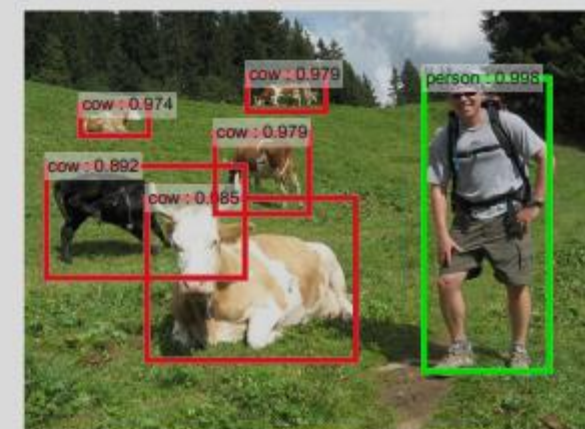 cow : 0.979
person : 0.998
cow : 0.974
cow : 0.979
cow : 0.892
cow : 0.985